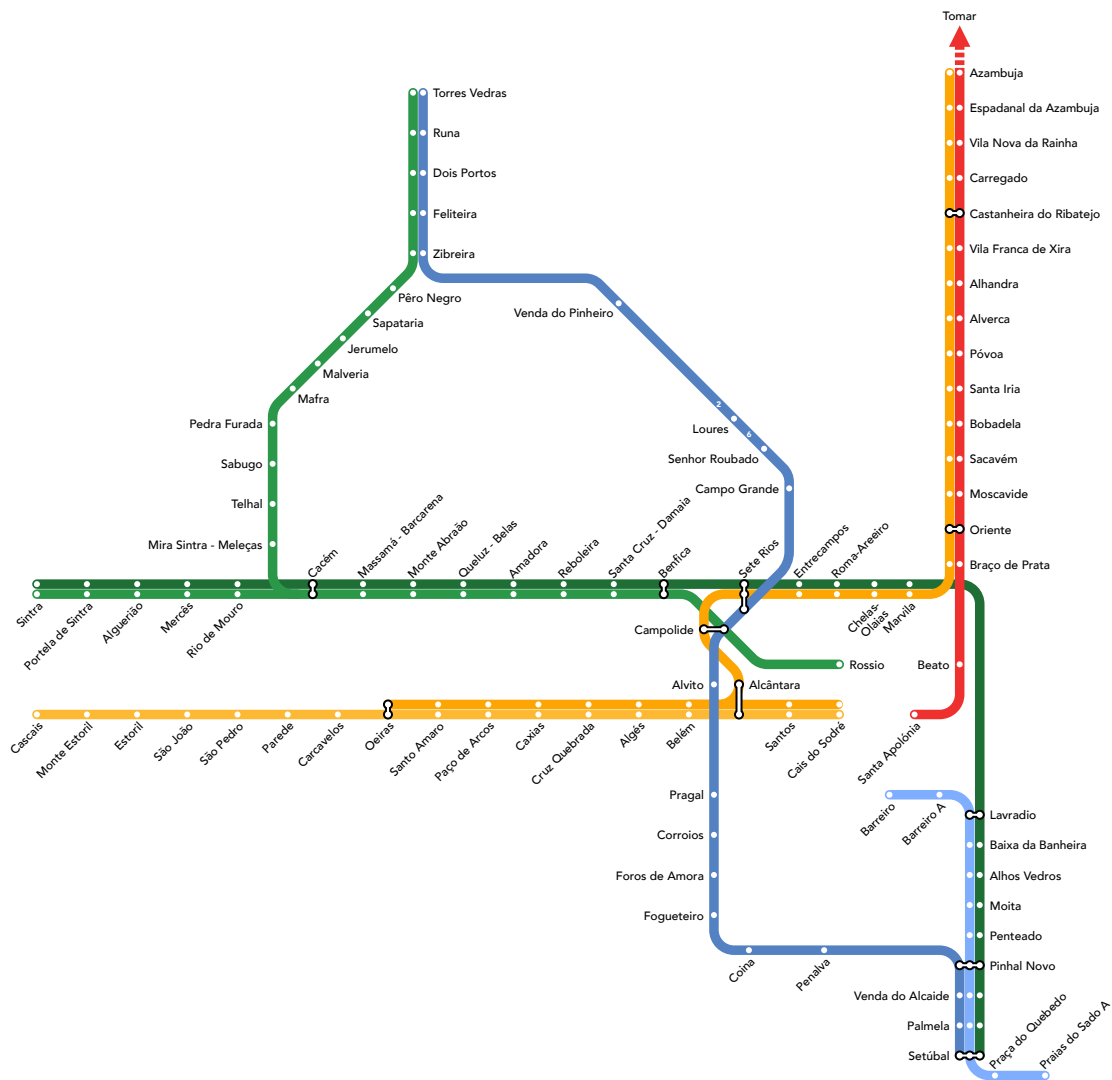 Tomar
Azambuja
Espadanal da Azambuja
Vila Nova da Rainha
Carregado
Castanheira do Ribatejo
Vila Franca de Xira
Alhandra
Alverca
Póvoa
Santa Iria
Bobadela
Sacavém
Moscavide
Oriente
Braço de Prata
Torres Vedras
Runa
Dois Portos
Feliteira
Zibreira
Pêro Negro
Sapataria
Jerumelo
Malveria
Mafra
Pedra Furada
Sabugo
Telhal
Mira Sintra - Meleças
Venda do Pinheiro
2
Loures
6
Senhor Roubado
Campo Grande
Cacém
Massamá - Barcarena
Monte Abraão
Queluz - Belas
Amadora
Reboleira
Santa Cruz - Damaia
Benfica
Sete Rios
Entrecampos
Roma-Areeiro
Sintra
Portela de Sintra
Alguerião
Mercês
Rio de Mouro
Chelas-
Olaias
Marvila
Campolide
Rossio
Beato
Alvito
Alcântara
Cascais
Monte Estoril
Estoril
São João
São Pedro
Parede
Carcavelos
Oeiras
Santo Amaro
Paço de Arcos
Caxias
Cruz Quebrada
Algés
Belém
Santos
Cais do Sodré
Santa Apolónia
Pragal
Corroios
Foros de Amora
Fogueteiro
Coina
Penalva
Barreiro
Barreiro A
Lavradio
Baixa da Banheira
Alhos Vedros
Moita
Penteado
Pinhal Novo
Venda do Alcaide
Palmela
Setúbal
Praça do Quebedo
Praias do Sado A